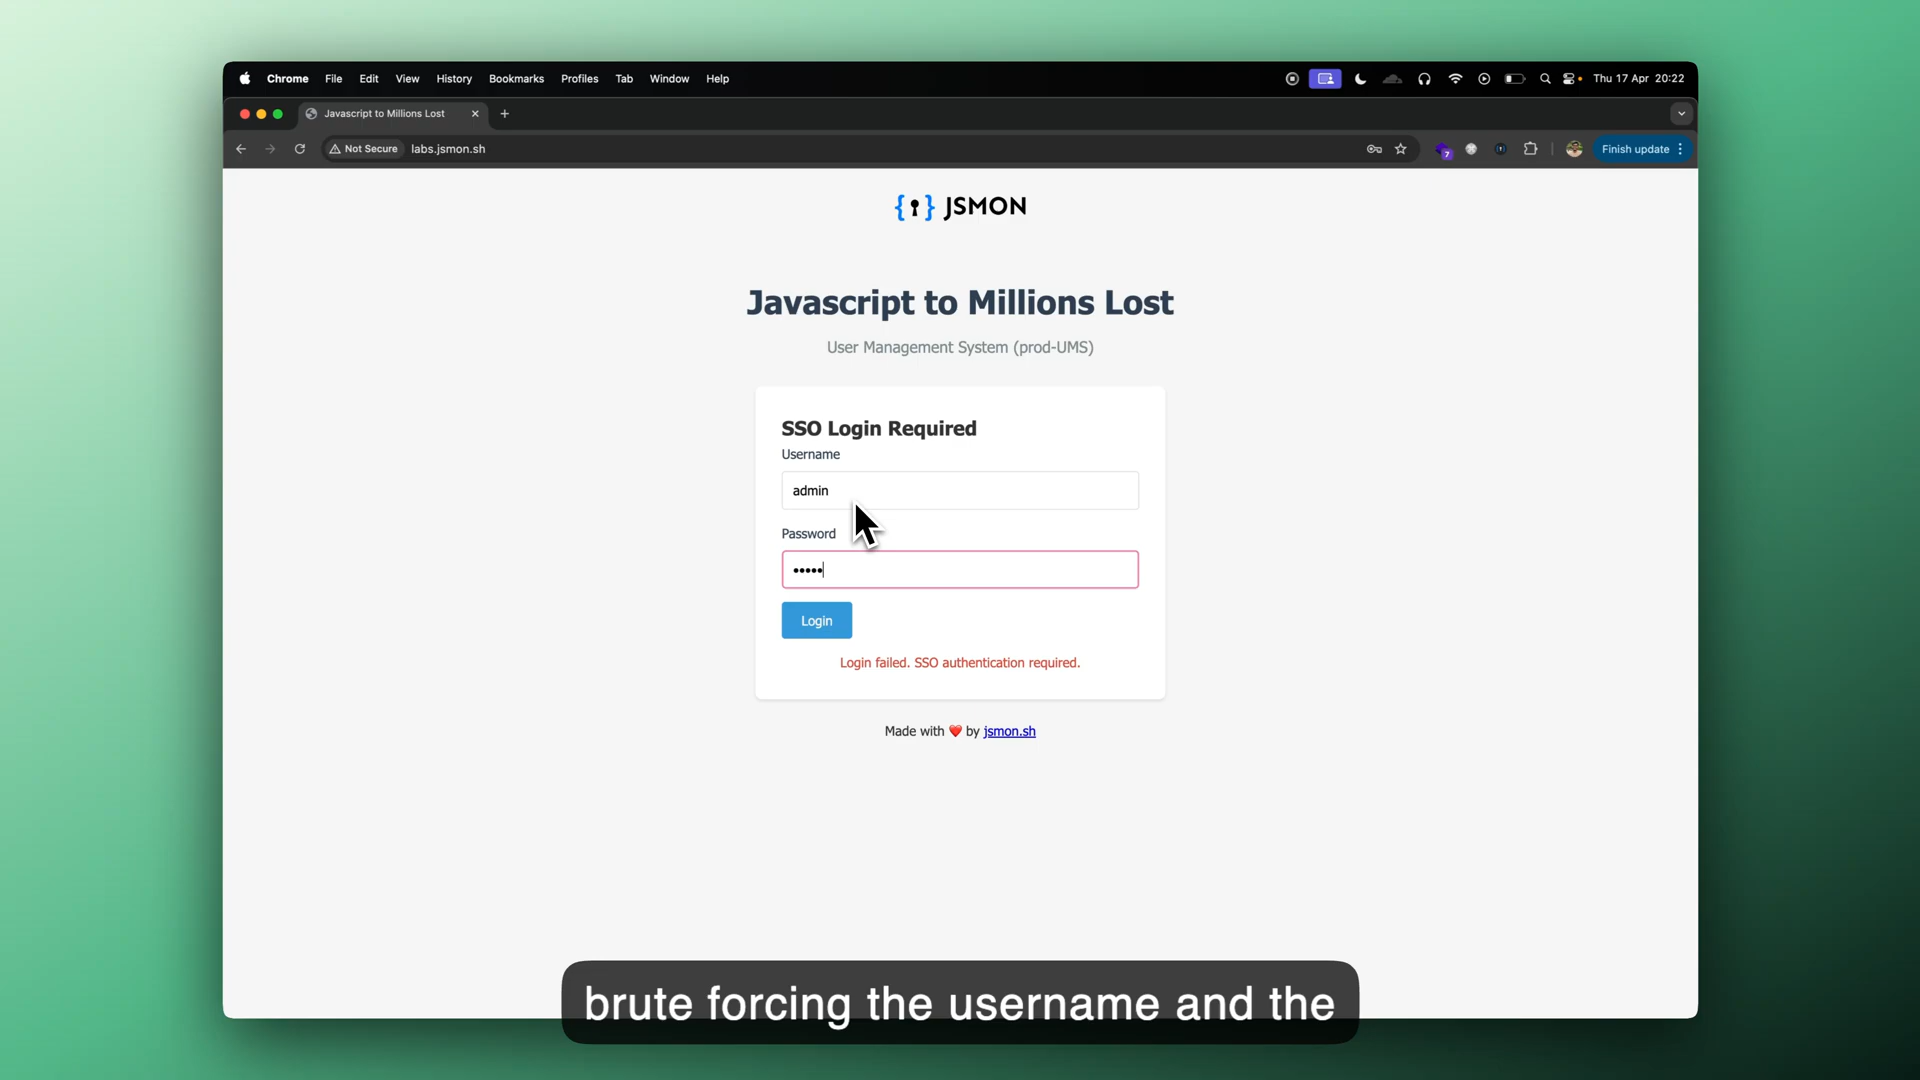 Chrome File Edit View History Bookmarks Profiles Tab Window Help Thu 17 Apr 20:22
Javascript to Millions Lost
Not Secure labs.jsmon.sh 7 Finish update
{ } JSMON
Javascript to Millions Lost
User Management System (prod-UMS)
SSO Login Required
Username
admin
Password
•••••
Login
Login failed. SSO authentication required.
Made with ❤️ by jsmon.sh
brute forcing the username and the